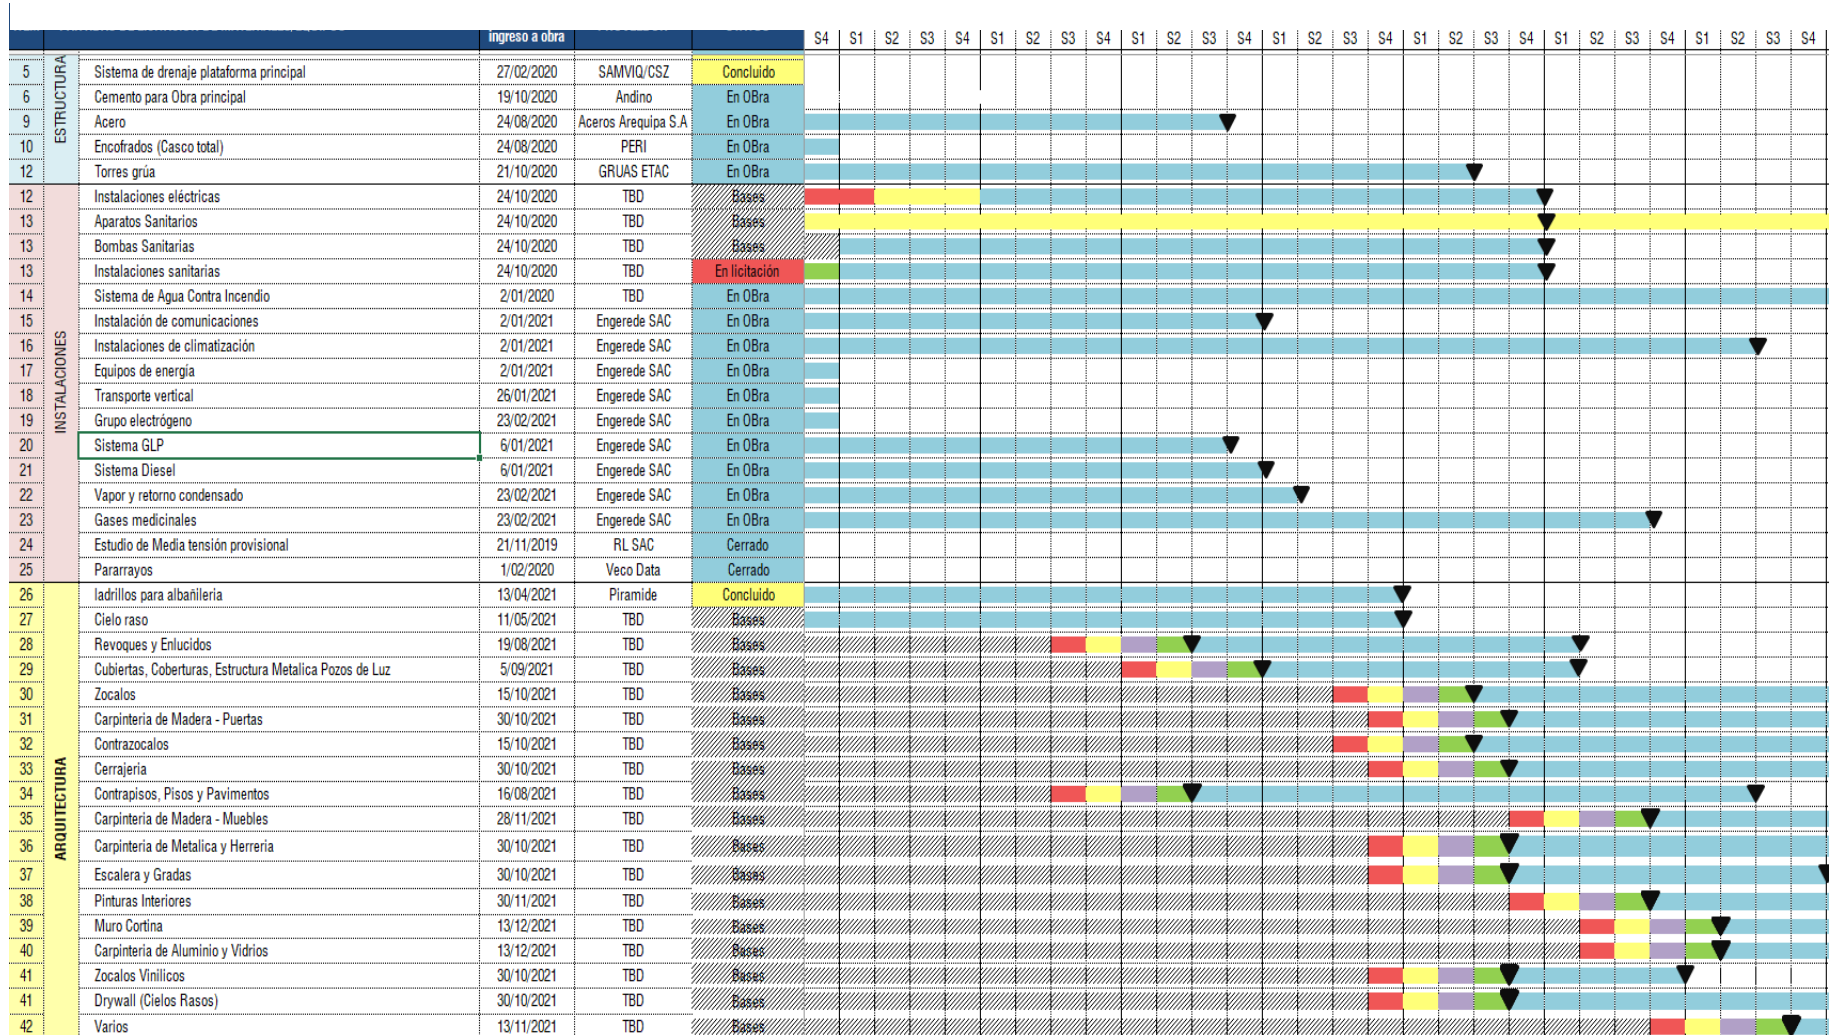 ingreso a obra S4 S1 S2 S3 S4 S1 S2 S3 S4 S1 S2 S3 S4 S1 S2 S3 S4 S1 S2 S3 S4 S1 S2 S3 S4 S1 S2 S3 S4
ESTRUCTURA
5 Sistema de drenaje plataforma principal 27/02/2020 SAMVIQ/CSZ Concluido
6 Cemento para Obra principal 19/10/2020 Andino En OBra
9 Acero 24/08/2020 Aceros Arequipa S.A En OBra
10 Encofrados (Casco total) 24/08/2020 PERI En OBra
12 Torres grúa 21/10/2020 GRUAS ETAC En OBra
INSTALACIONES
12 Instalaciones eléctricas 24/10/2020 TBD Bases
13 Aparatos Sanitarios 24/10/2020 TBD Bases
13 Bombas Sanitarias 24/10/2020 TBD Bases
13 Instalaciones sanitarias 24/10/2020 TBD En licitación
14 Sistema de Agua Contra Incendio 2/01/2020 TBD En OBra
15 Instalación de comunicaciones 2/01/2021 Engerede SAC En OBra
16 Instalaciones de climatización 2/01/2021 Engerede SAC En OBra
17 Equipos de energía 2/01/2021 Engerede SAC En OBra
18 Transporte vertical 26/01/2021 Engerede SAC En OBra
19 Grupo electrógeno 23/02/2021 Engerede SAC En OBra
20 Sistema GLP 6/01/2021 Engerede SAC En OBra
21 Sistema Diesel 6/01/2021 Engerede SAC En OBra
22 Vapor y retorno condensado 23/02/2021 Engerede SAC En OBra
23 Gases medicinales 23/02/2021 Engerede SAC En OBra
24 Estudio de Media tensión provisional 21/11/2019 RL SAC Cerrado
25 Pararrayos 1/02/2020 Veco Data Cerrado
ARQUITECTURA
26 ladrillos para albañileria 13/04/2021 Piramide Concluido
27 Cielo raso 11/05/2021 TBD Bases
28 Revoques y Enlucidos 19/08/2021 TBD Bases
29 Cubiertas, Coberturas, Estructura Metalica Pozos de Luz 5/09/2021 TBD Bases
30 Zocalos 15/10/2021 TBD Bases
31 Carpinteria de Madera - Puertas 30/10/2021 TBD Bases
32 Contrazocalos 15/10/2021 TBD Bases
33 Cerrajeria 30/10/2021 TBD Bases
34 Contrapisos, Pisos y Pavimentos 16/08/2021 TBD Bases
35 Carpinteria de Madera - Muebles 28/11/2021 TBD Bases
36 Carpinteria de Metalica y Herreria 30/10/2021 TBD Bases
37 Escalera y Gradas 30/10/2021 TBD Bases
38 Pinturas Interiores 30/11/2021 TBD Bases
39 Muro Cortina 13/12/2021 TBD Bases
40 Carpinteria de Aluminio y Vidrios 13/12/2021 TBD Bases
41 Zocalos Vinilicos 30/10/2021 TBD Bases
41 Drywall (Cielos Rasos) 30/10/2021 TBD Bases
42 Varios 13/11/2021 TBD Bases